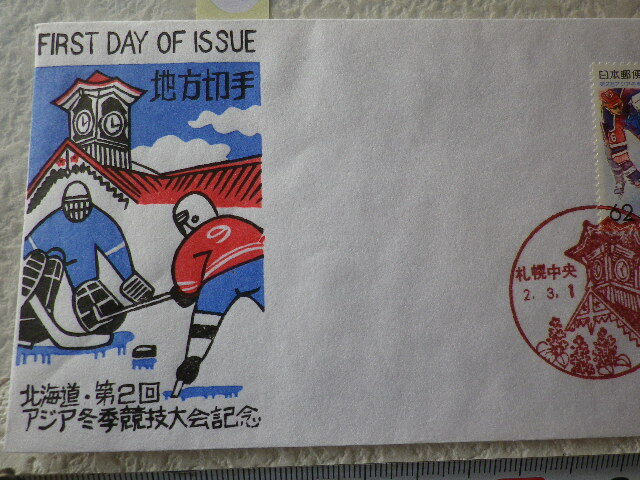 FIRST DAY OF ISSUE
地方切手
9
北海道・第2回
アジア冬季競技大会記念
日本郵便
62
札幌中央
2. 3. 1